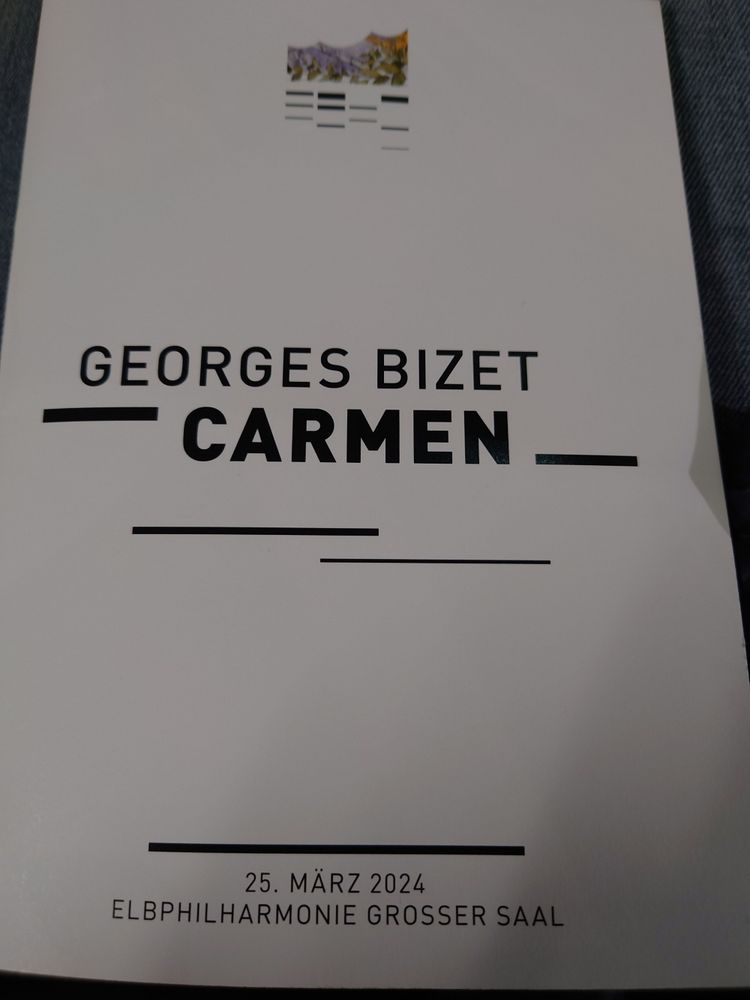 GEORGES BIZET
CARMEN
25. MÄRZ 2024
ELBPHILHARMONIE GROSSER SAAL